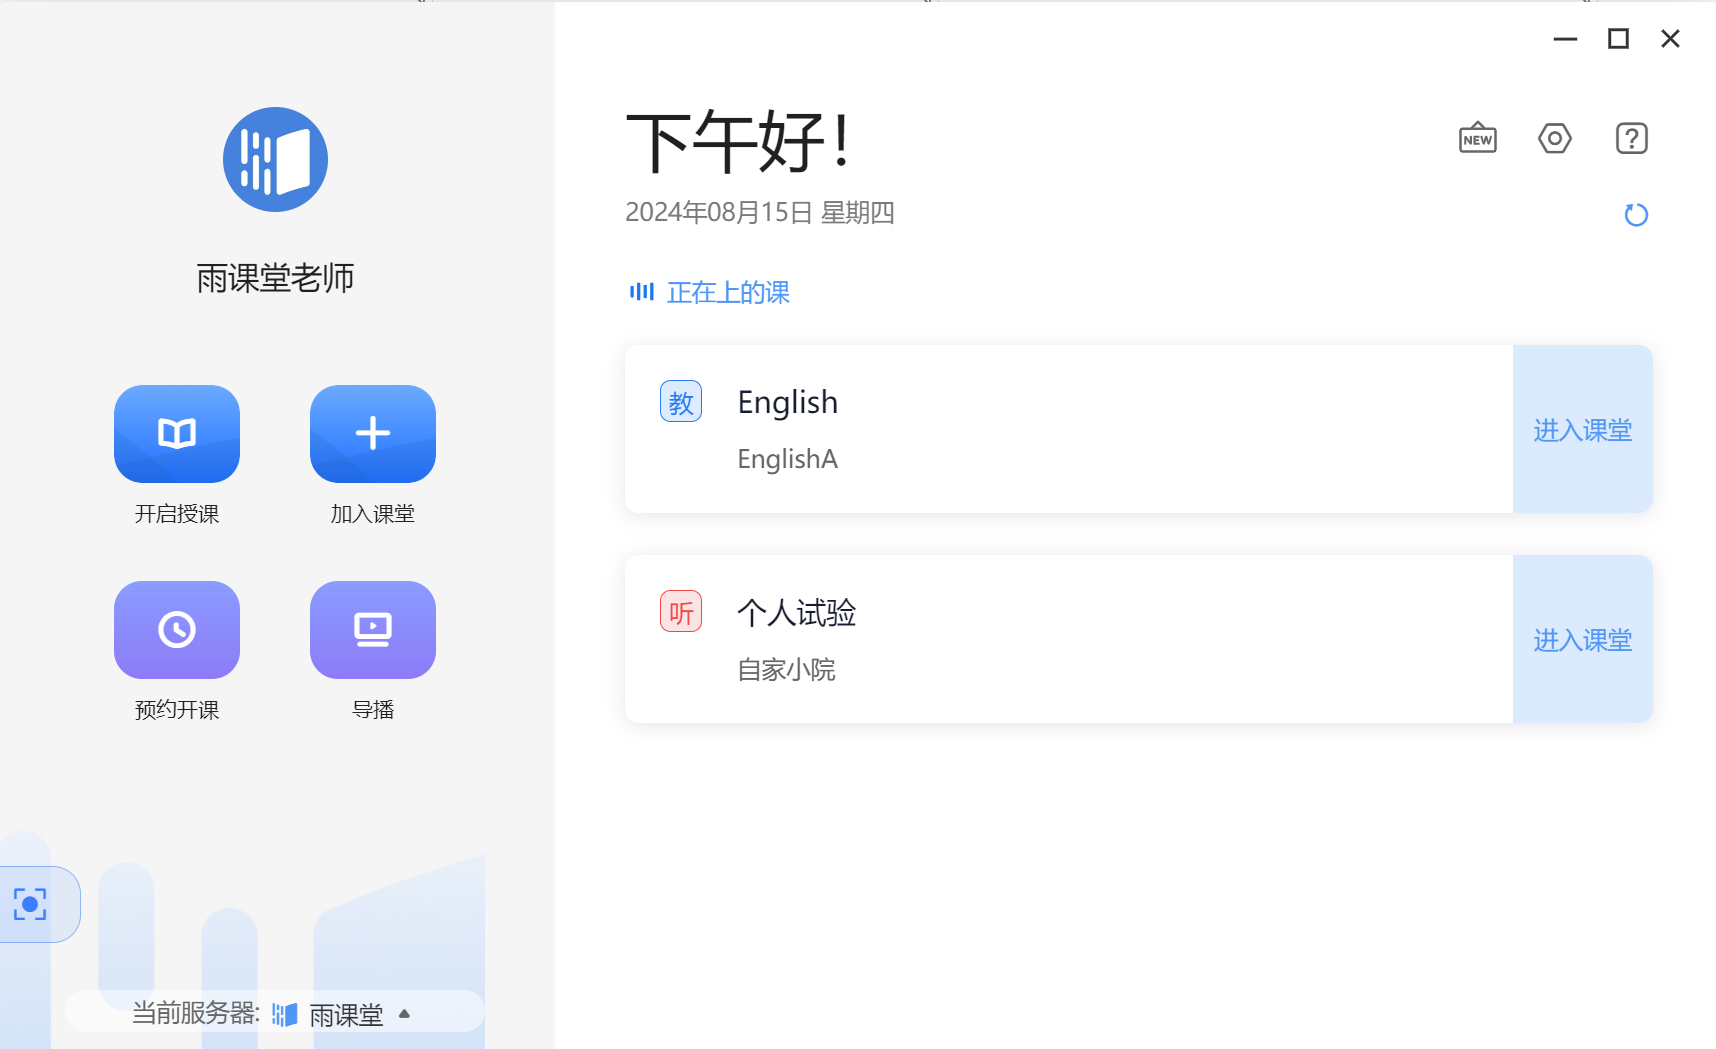 雨课堂老师
开启授课
加入课堂
预约开课
导播
当前服务器: 雨课堂
下午好!
NEW
?
2024年08月15日 星期四
正在上的课
教 English
EnglishA
进入课堂
听 个人试验
自家小院
进入课堂